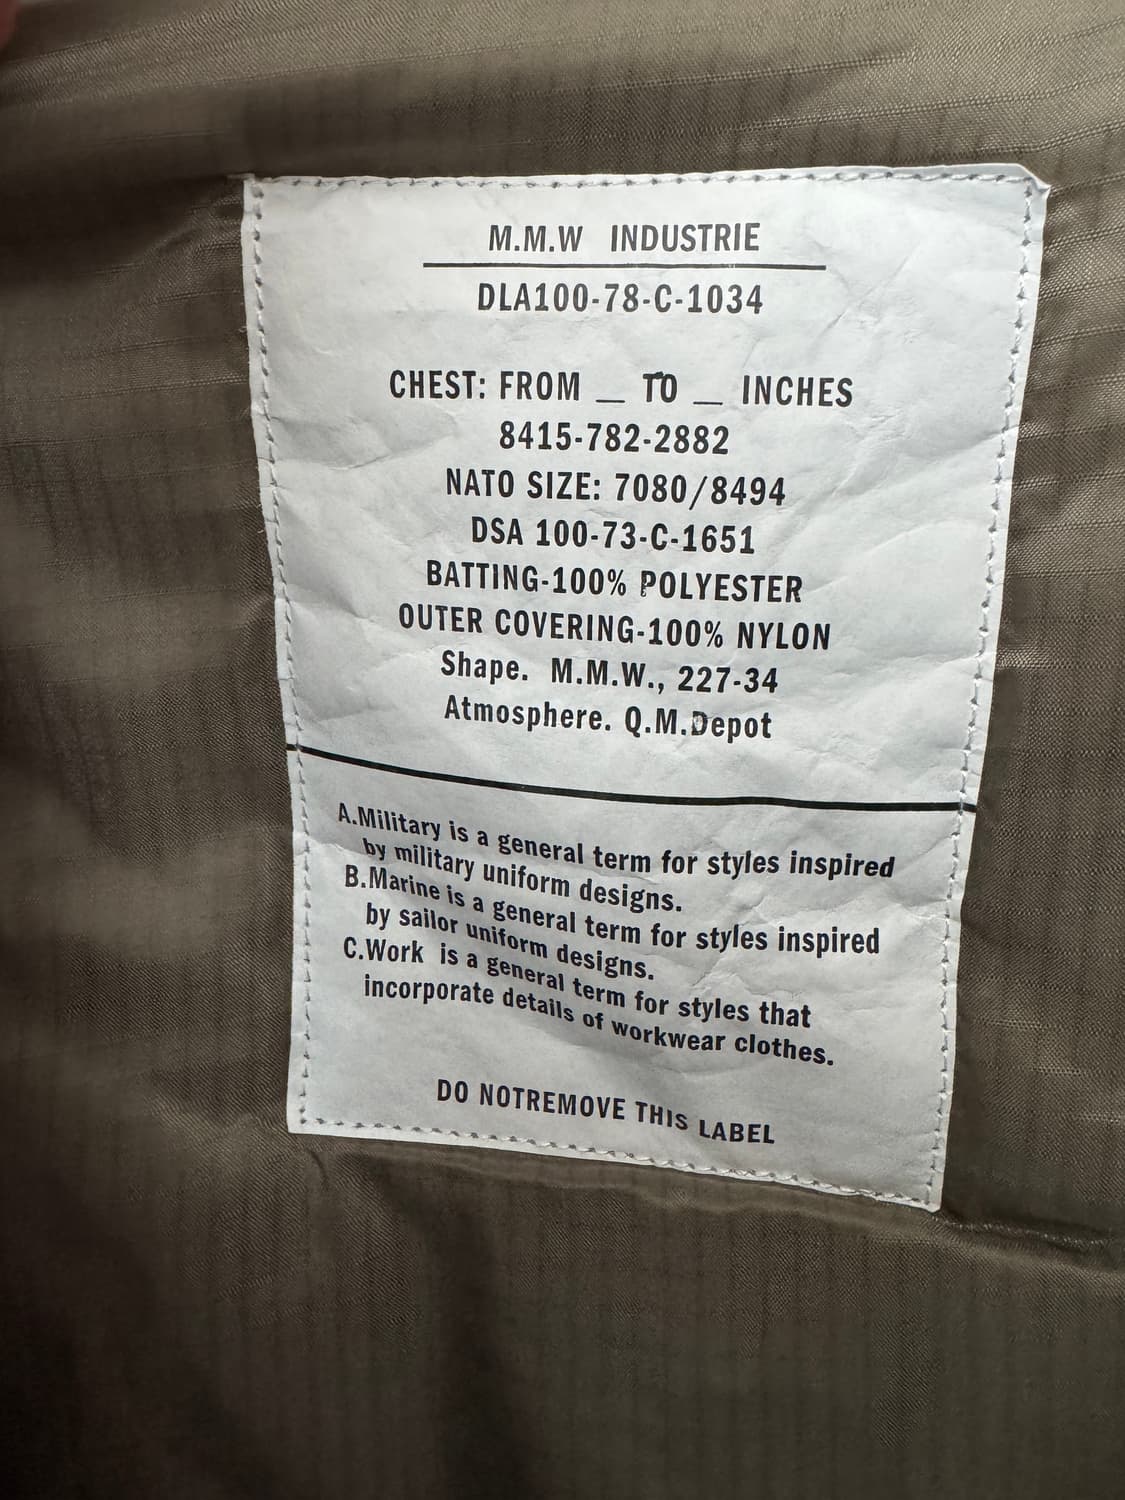 M.M.W INDUSTRIE
DLA100-78-C-1034
CHEST: FROM _ TO _ INCHES
8415-782-2882
NATO SIZE: 7080/8494
DSA 100-73-C-1651
BATTING-100% POLYESTER
OUTER COVERING-100% NYLON
Shape. M.M.W., 227-34
Atmosphere. Q.M.Depot
A.Military is a general term for styles inspired
by military uniform designs.
B.Marine is a general term for styles inspired
by sailor uniform designs.
C.Work is a general term for styles that
incorporate details of workwear clothes.
DO NOTREMOVE THIS LABEL